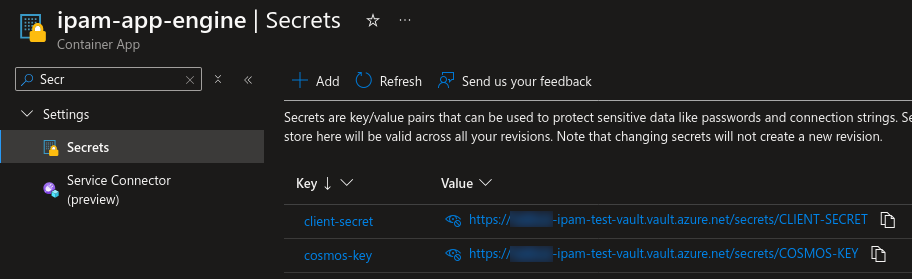 ipam-app-engine | Secrets
Container App
Secr
Add Refresh Send us your feedback
Settings
Secrets
Service Connector
(preview)
Secrets are key/value pairs that can be used to protect sensitive data like passwords and connection strings. Se
store here will be valid across all your revisions. Note that changing secrets will not create a new revision.
Key Value
client-secret https:// -ipam-test-vault.vault.azure.net/secrets/CLIENT-SECRET
cosmos-key https:// -ipam-test-vault.vault.azure.net/secrets/COSMOS-KEY